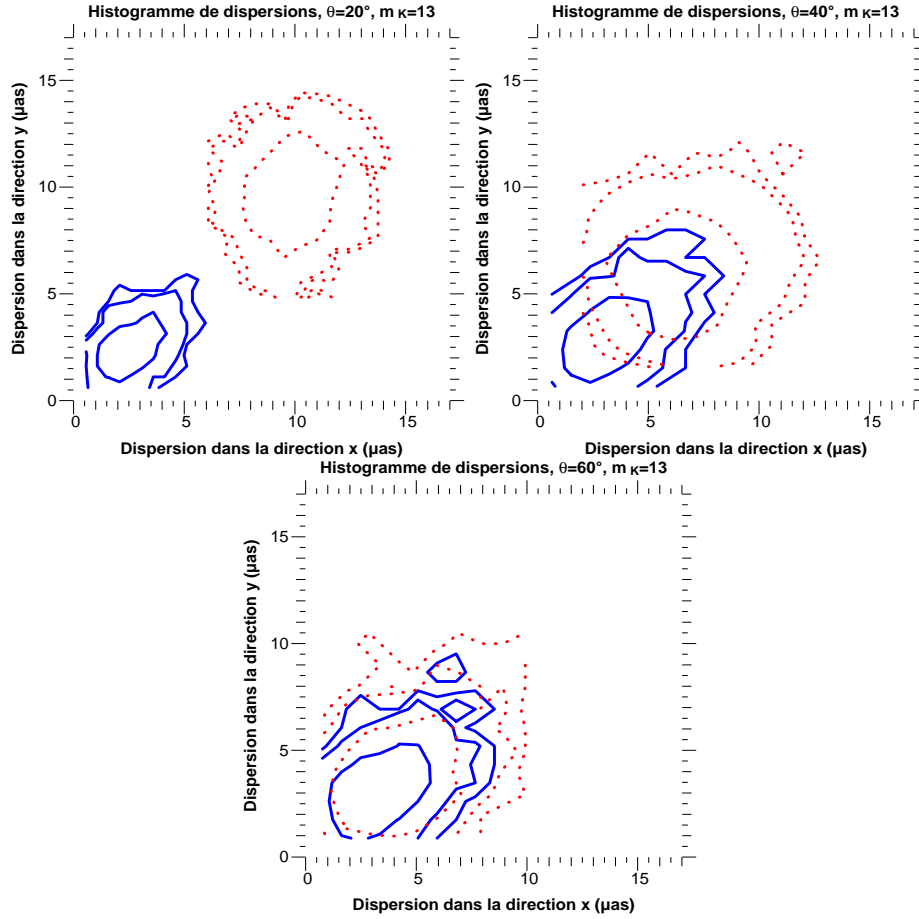 Histogramme de dispersions, θ=20°, m K=13
Dispersion dans la direction y (µas)
15
10
5
0
0 5 10 15
Dispersion dans la direction x (µas)
Histogramme de dispersions, θ=40°, m K=13
Dispersion dans la direction y (µas)
15
10
5
0
0 5 10 15
Dispersion dans la direction x (µas)
Histogramme de dispersions, θ=60°, m K=13
Dispersion dans la direction y (µas)
15
10
5
0
0 5 10 15
Dispersion dans la direction x (µas)